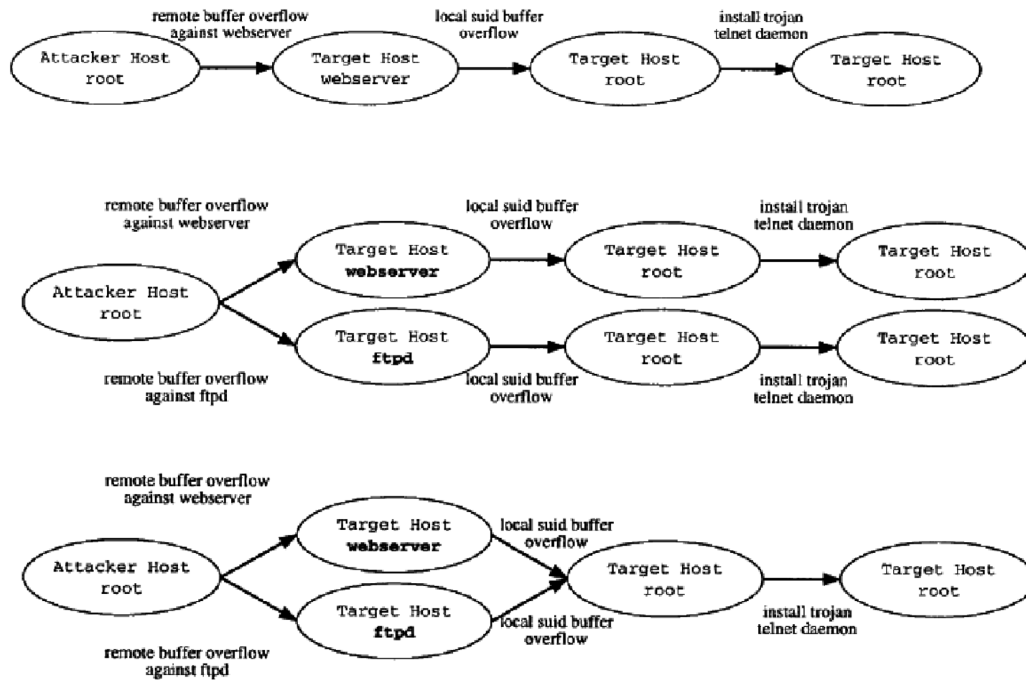 remote buffer overflow
against webserver
local suid buffer
overflow
install trojan
telnet daemon
Attacker Host
root
Target Host
webserver
Target Host
root
Target Host
root
remote buffer overflow
against webserver
local suid buffer
overflow
install trojan
telnet daemon
Target Host
webserver
Target Host
root
Target Host
root
Attacker Host
root
Target Host
ftpd
Target Host
root
Target Host
root
remote buffer overflow
against ftpd
local suid buffer
overflow
install trojan
telnet daemon
remote buffer overflow
against webserver
Target Host
webserver
local suid buffer
overflow
Attacker Host
root
Target Host
root
Target Host
root
Target Host
ftpd
local suid buffer
overflow
install trojan
telnet daemon
remote buffer overflow
against ftpd